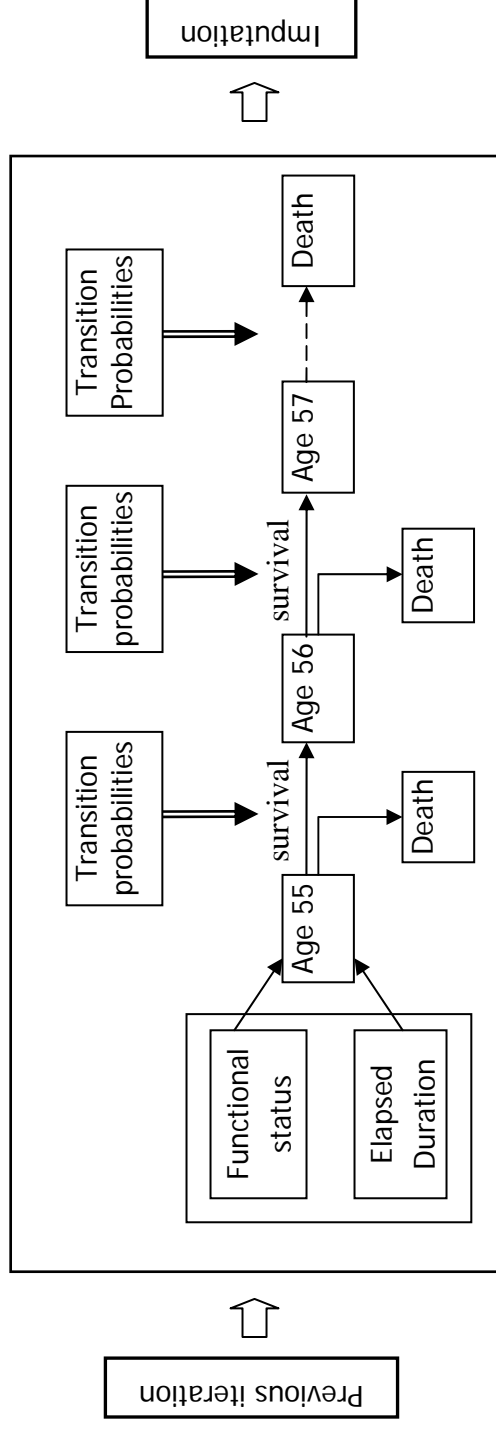 Previous iteration
Functional
status
Elapsed
Duration
Age 55
Transition
probabilities
survival
Death
Age 56
Transition
probabilities
survival
Death
Age 57
Transition
Probabilities
Death
Imputation